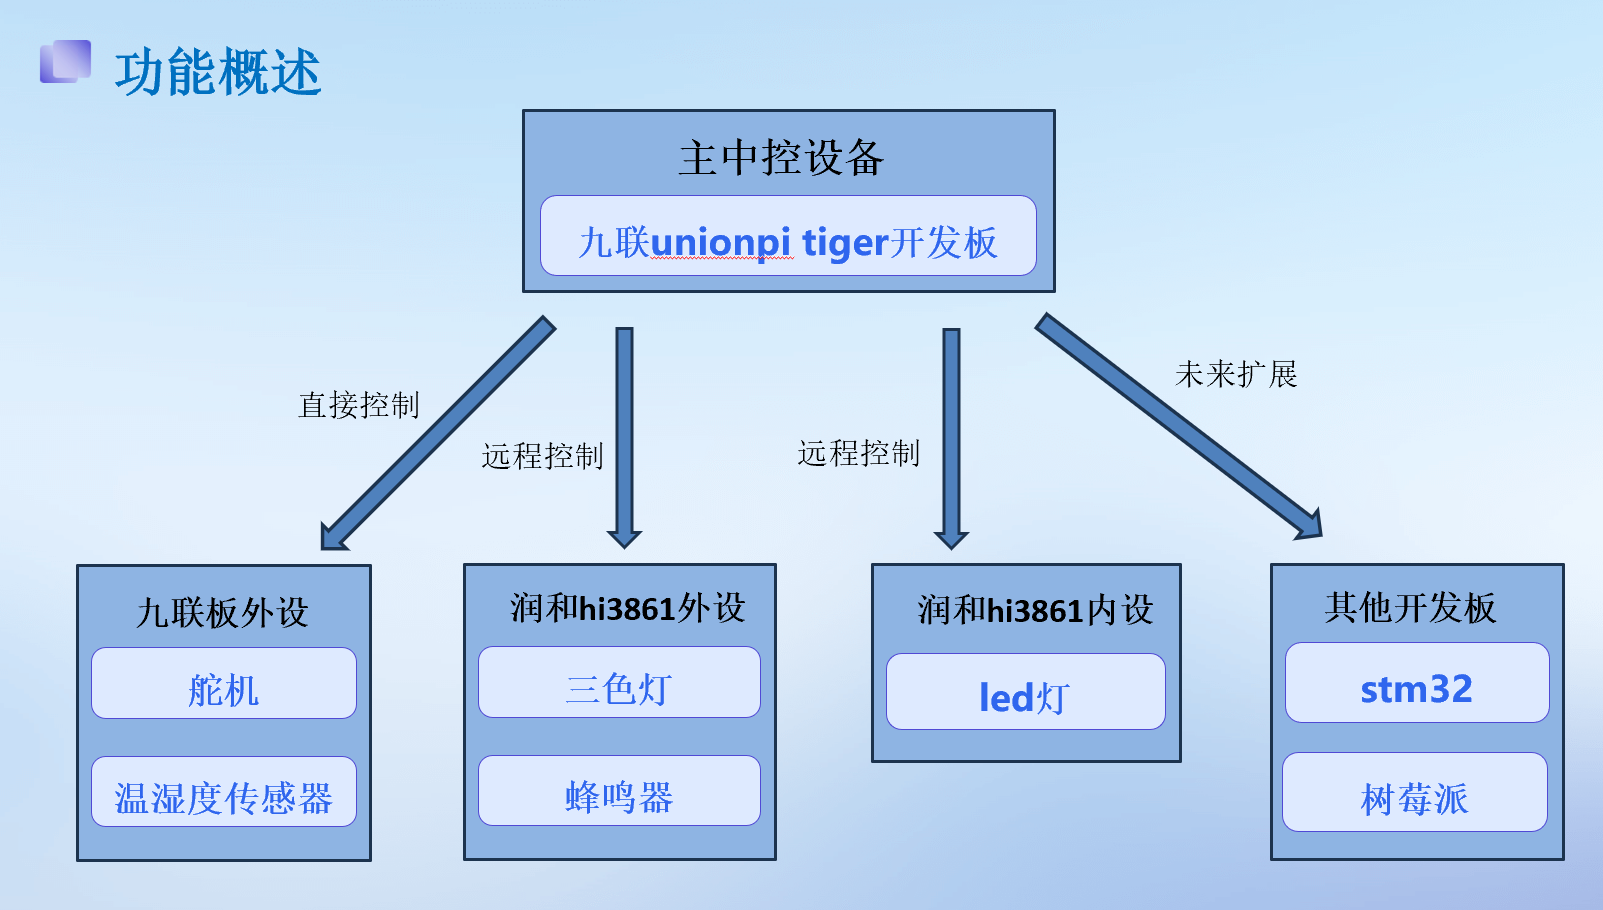 功能概述
主中控设备
九联unionpi tiger开发板
直接控制
远程控制
远程控制
未来扩展
九联板外设
舵机
温湿度传感器
润和hi3861外设
三色灯
蜂鸣器
润和hi3861内设
led灯
其他开发板
stm32
树莓派